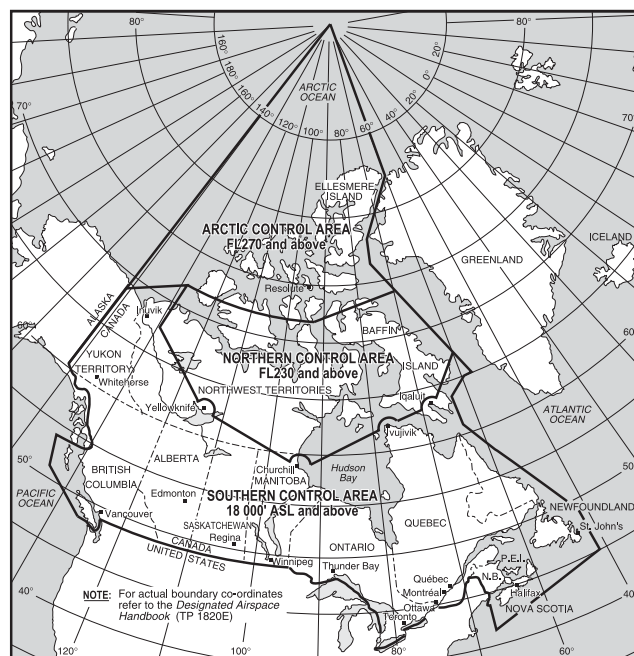 80°
80°
160°
160°
140°
120°
100°
80°
60°
40°
20°
0°
20°
ARCTIC
OCEAN
70°
70°
ELLESMERE
ISLAND
ARCTIC CONTROL AREA
FL270 and above
GREENLAND
ICELAND
Resolute
60°
60°
ALASKA
CANADA
Inuvik
BAFFIN
ISLAND
YUKON
TERRITORY
Whitehorse
NORTHERN CONTROL AREA
FL230 and above
NORTHWEST TERRITORIES
Yellowknife
Iqaluit
Ivujivik
ATLANTIC
OCEAN
50°
50°
ALBERTA
BRITISH
COLUMBIA
Churchill
MANITOBA
Hudson
Bay
PACIFIC
OCEAN
Edmonton
SOUTHERN CONTROL AREA
18 000' ASL and above
NEWFOUNDLAND
St. John's
Vancouver
SASKATCHEWAN
Regina
QUEBEC
CANADA
UNITED STATES
ONTARIO
Winnipeg
Thunder Bay
P.E.I.
N.B.
Québec
Montréal
Ottawa
Toronto
Halifax
NOVA SCOTIA
40°
40°
NOTE: For actual boundary co-ordinates
refer to the Designated Airspace
Handbook (TP 1820E)
120°
100°
80°
60°